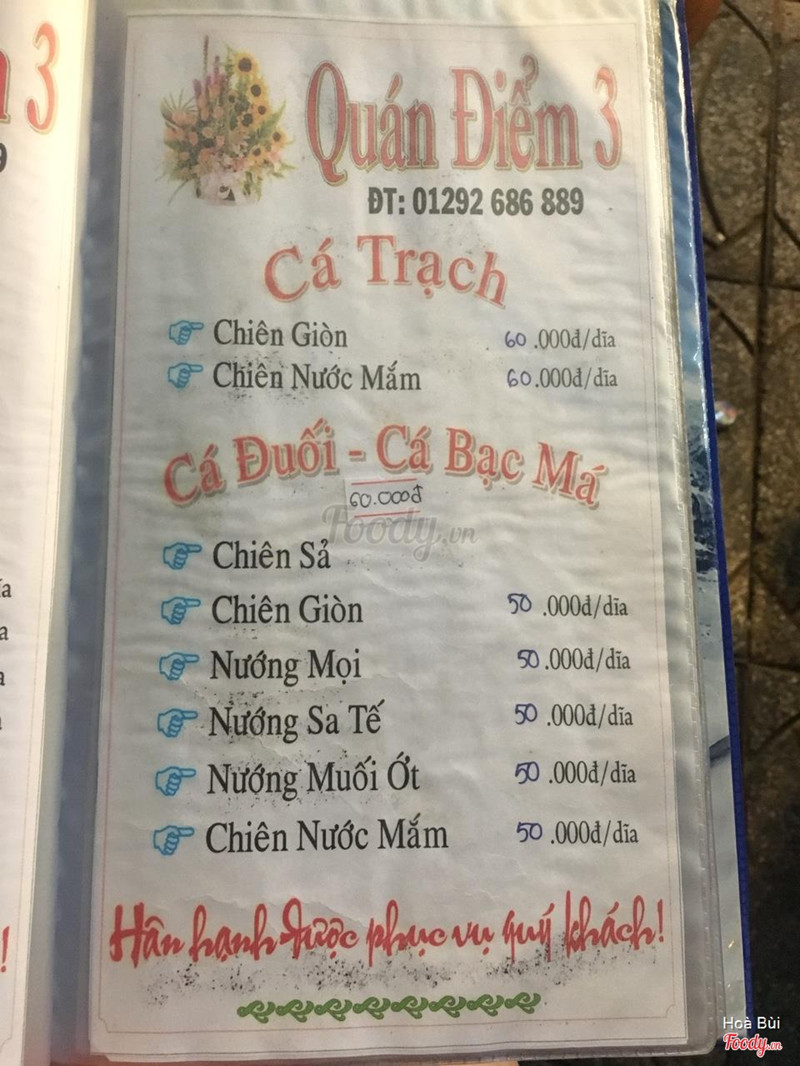 Quán Điểm 3
ĐT: 01292 686 889
Cá Trạch
Chiên Giòn 60.000đ/dĩa
Chiên Nước Mắm 60.000đ/dĩa
Cá Đuối - Cá Bạc Má
60.000đ
Foody.vn
Chiên Sả
Chiên Giòn 50.000đ/dĩa
Nướng Mọi 50.000đ/dĩa
Nướng Sa Tế 50.000đ/dĩa
Nướng Muối Ớt 50.000đ/dĩa
Chiên Nước Mắm 50.000đ/dĩa
Hân hạnh được phục vụ quý khách!
Hoà Bùi
Foody.vn